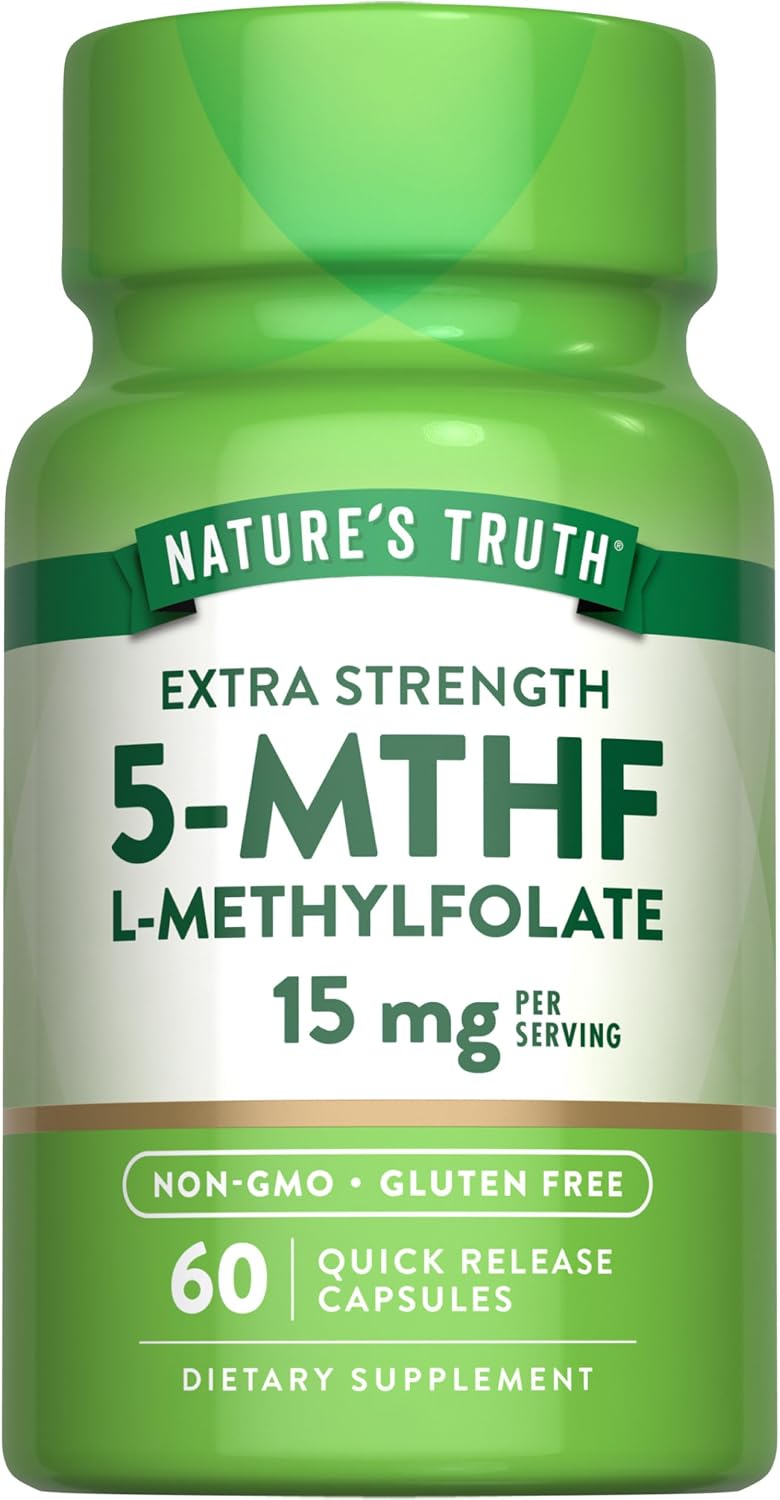 NATURE'S TRUTH®
EXTRA STRENGTH
5-MTHF
L-METHYLFOLATE
15 mg PER SERVING
NON-GMO • GLUTEN FREE
60 QUICK RELEASE CAPSULES
DIETARY SUPPLEMENT